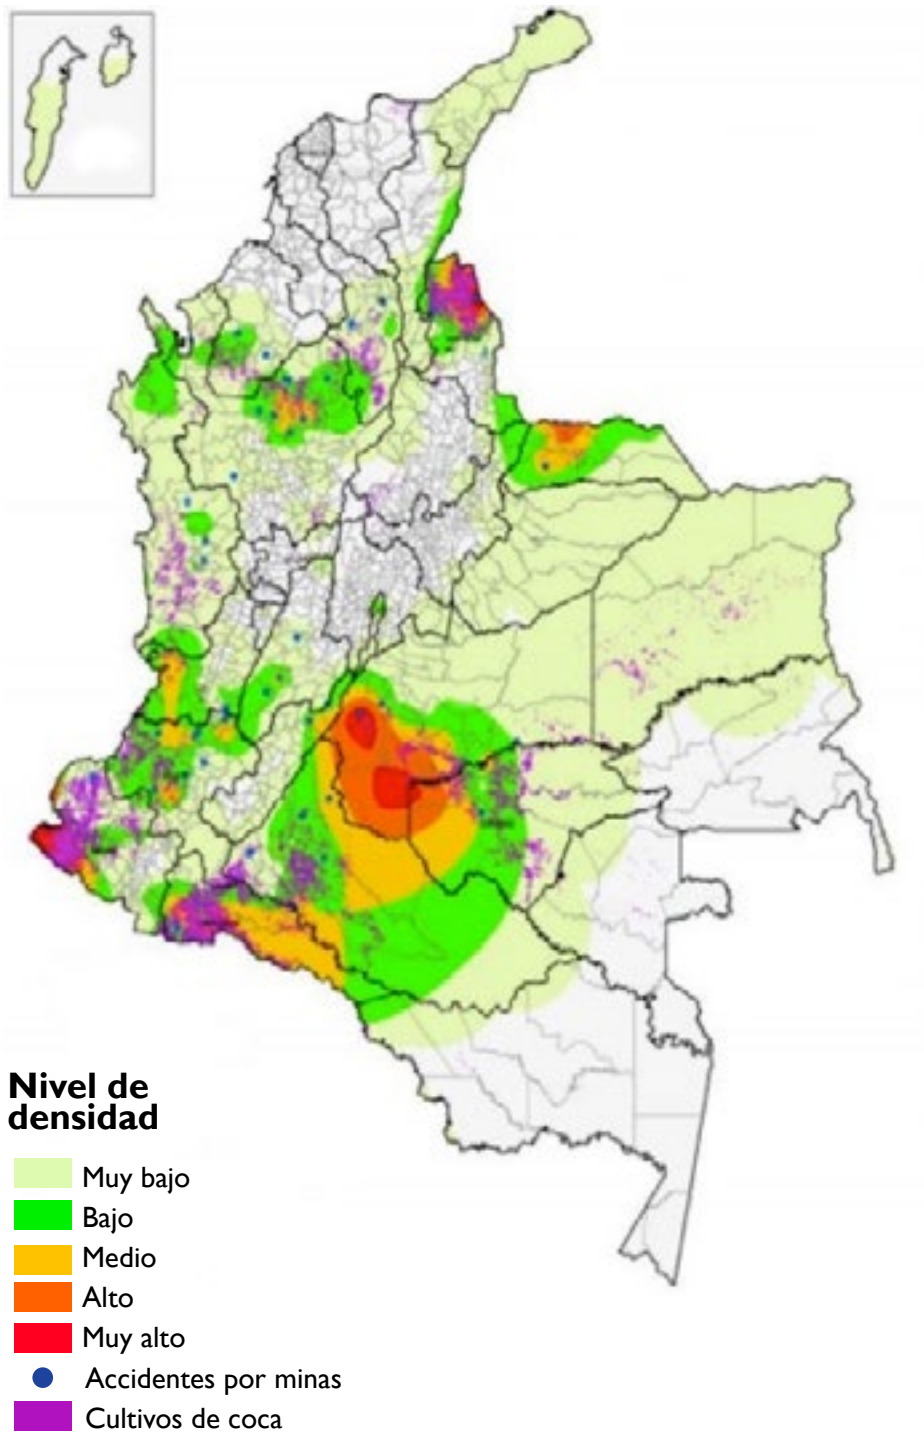 Nivel de
densidad
Muy bajo
Bajo
Medio
Alto
Muy alto
Accidentes por minas
Cultivos de coca